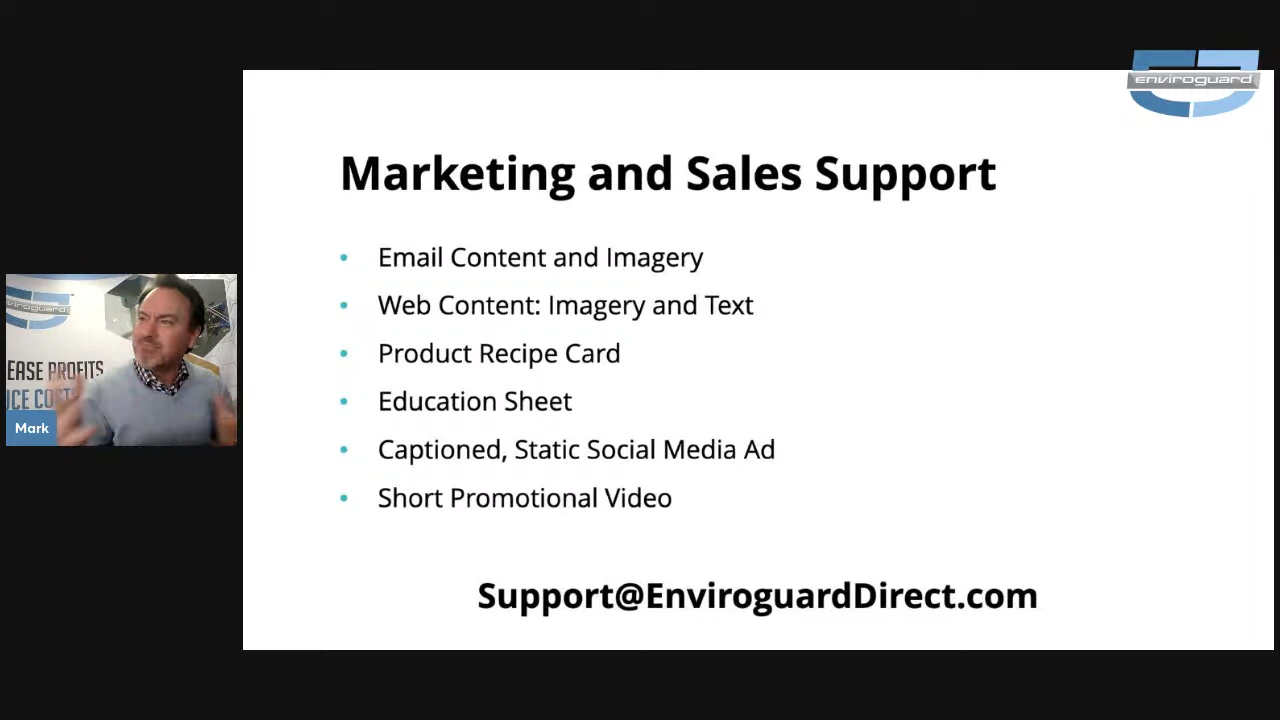 enviroguard
Marketing and Sales Support
• Email Content and Imagery
• Web Content: Imagery and Text
• Product Recipe Card
• Education Sheet
• Captioned, Static Social Media Ad
• Short Promotional Video
Support@EnviroguardDirect.com
PROFITS
Mark